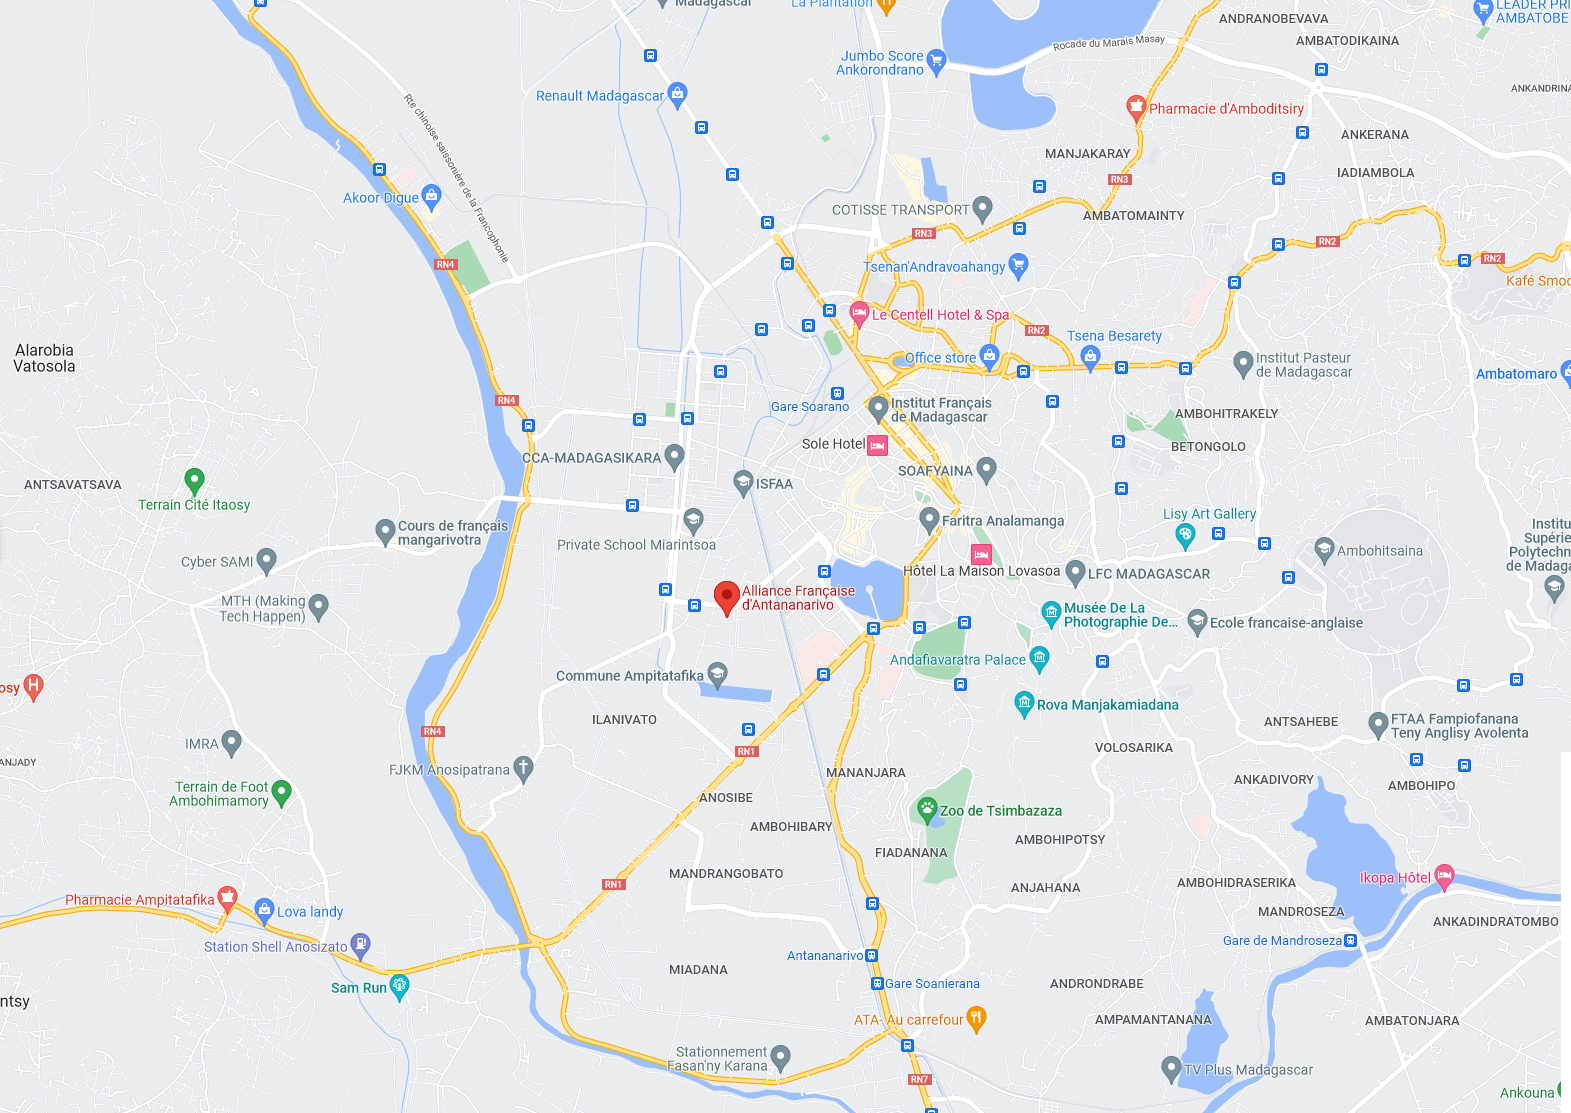 Madagascar
La Plantation
ANDRANOBEVAVA
LEADER PRI
AMBATOBE
AMBATODIKAINA
Rocade du Marais Masay
Jumbo Score
Ankorondrano
Renault Madagascar
ANKANDRINA
Rte chinoise saissonière de la Francophonie
Pharmacie d'Amboditsiry
ANKERANA
MANJAKARAY
IADIAMBOLA
RN3
Akoor Digue
COTISSE TRANSPORT
AMBATOMAINTY
RN3
RN2
RN4
Tsenan'Andravoahangy
RN2
Kafé Smoo
Le Centell Hotel & Spa
RN2
Tsena Besarety
Alarobia
Vatosola
Office store
Institut Pasteur
de Madagascar
Ambatomaro
RN4
Gare Soarano
Institut Français
de Madagascar
AMBOHITRAKELY
Sole Hotel
BETONGOLO
CCA-MADAGASIKARA
SOAFYAINA
ANTSAVATSAVA
ISFAA
Terrain Cité Itaosy
Lisy Art Gallery
Cours de français
mangarivotra
Faritra Analamanga
Institu
Supérie
Polytechn
de Madaga
Private School Miarintsoa
Ambohitsaina
Cyber SAMI
Hôtel La Maison Lovasoa
LFC MADAGASCAR
Alliance Française
d'Antananarivo
MTH (Making
Tech Happen)
Musée De La
Photographie De...
Ecole francaise-anglaise
Andafiavaratra Palace
Commune Ampitatafika
osy
Rova Manjakamiadana
ILANIVATO
ANTSAHEBE
FTAA Fampiofanana
Teny Anglisy Avolenta
RN4
IMRA
RN1
VOLOSARIKA
ANJADY
FJKM Anosipatrana
MANANJARA
ANKADIVORY
AMBOHIPO
Terrain de Foot
Ambohimamory
ANOSIBE
Zoo de Tsimbazaza
AMBOHIBARY
AMBOHIPOTSY
FIADANANA
MANDRANGOBATO
RN1
ANJAHANA
AMBOHIDRASERIKA
Ikopa Hôtel
Pharmacie Ampitatafika
Lova landy
MANDROSEZA
ANKADINDRATOMBO
Station Shell Anosizato
Gare de Mandroseza
Antananarivo
MIADANA
Sam Run
Gare Soanierana
ANDRONDRABE
ntsy
ATA- Au carrefour
AMPAMANTANANA
AMBATONJARA
Stationnement
Fasan'ny Karana
TV Plus Madagascar
RN7
Ankouna